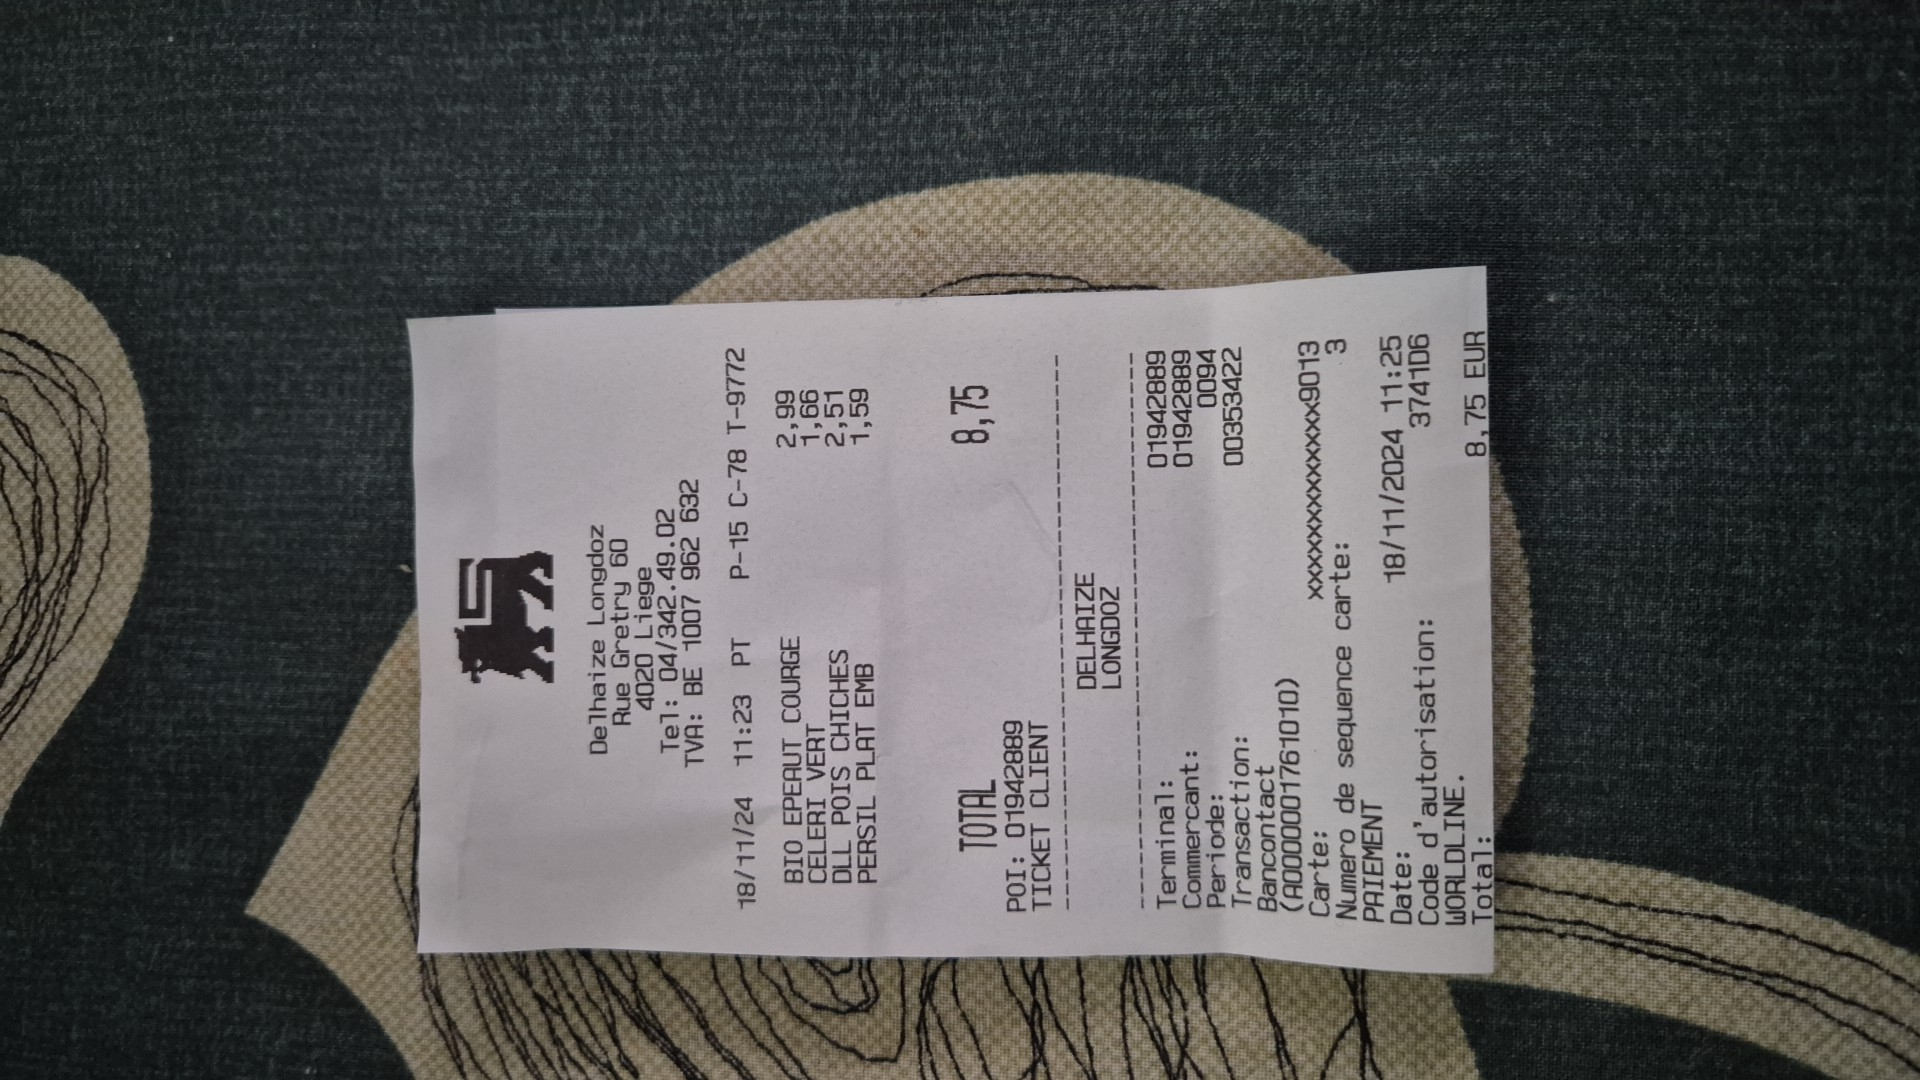 Delhaize Longdoz
Rue Gretry 60
4020 Liege
Tel: 04/342.49.02
TVA: BE 1007 962 632
18/11/24 11:23 PT P-15 C-78 T-9772
BIO EPEAUT COURGE 2,99
CELERI VERT 1,66
DLL POIS CHICHES 2,51
PERSIL PLAT EMB 1,59
TOTAL 8,75
POI: 01942889
TICKET CLIENT
DELHAIZE
LONGDOZ
Terminal: 01942889
Commercant: 01942889
Periode: 0094
Transaction: 00353422
Bancontact
(A0000001761010)
Carte: xxxxxxxxxxxxxxx9013
Numero de sequence carte: 3
PAIEMENT
Date: 18/11/2024 11:25
Code d'autorisation: 3741D6
WORLDLINE.
Total: 8,75 EUR